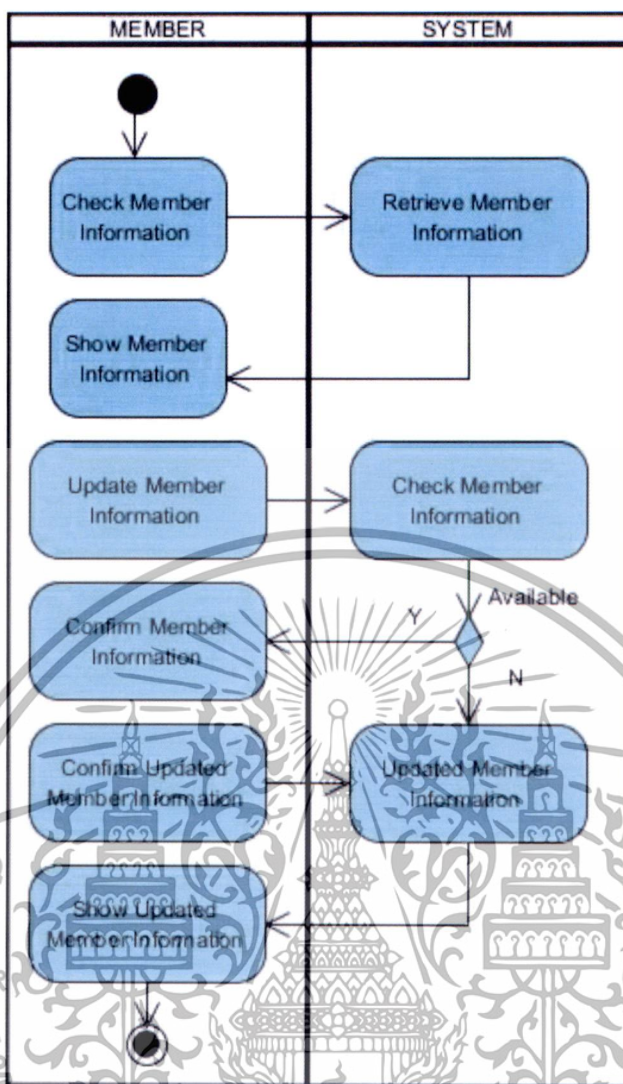 MEMBER
SYSTEM
Check Member
Information
Retrieve Member
Information
Show Member
Information
Update Member
Information
Check Member
Information
Available
Y
Confirm Member
Information
N
Confirm Updated
Member Information
Updated Member
Information
Show Updated
Member Information